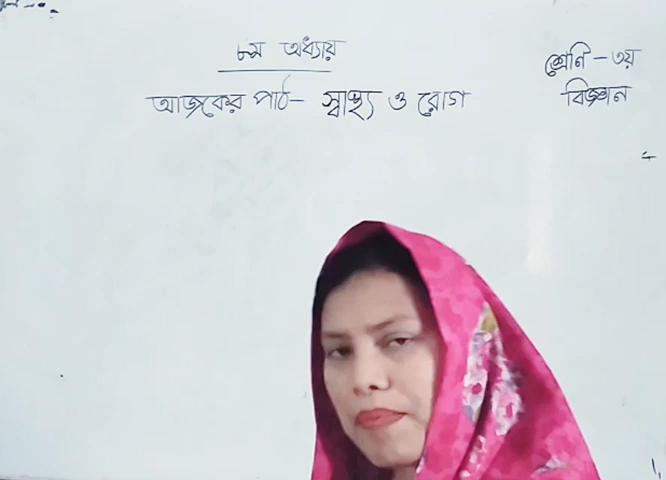 ৮ম অধ্যায়
শ্রেণি - ৩য়
আজকের পাঠ - স্বাস্থ্য ও রোগ
বিজ্ঞান